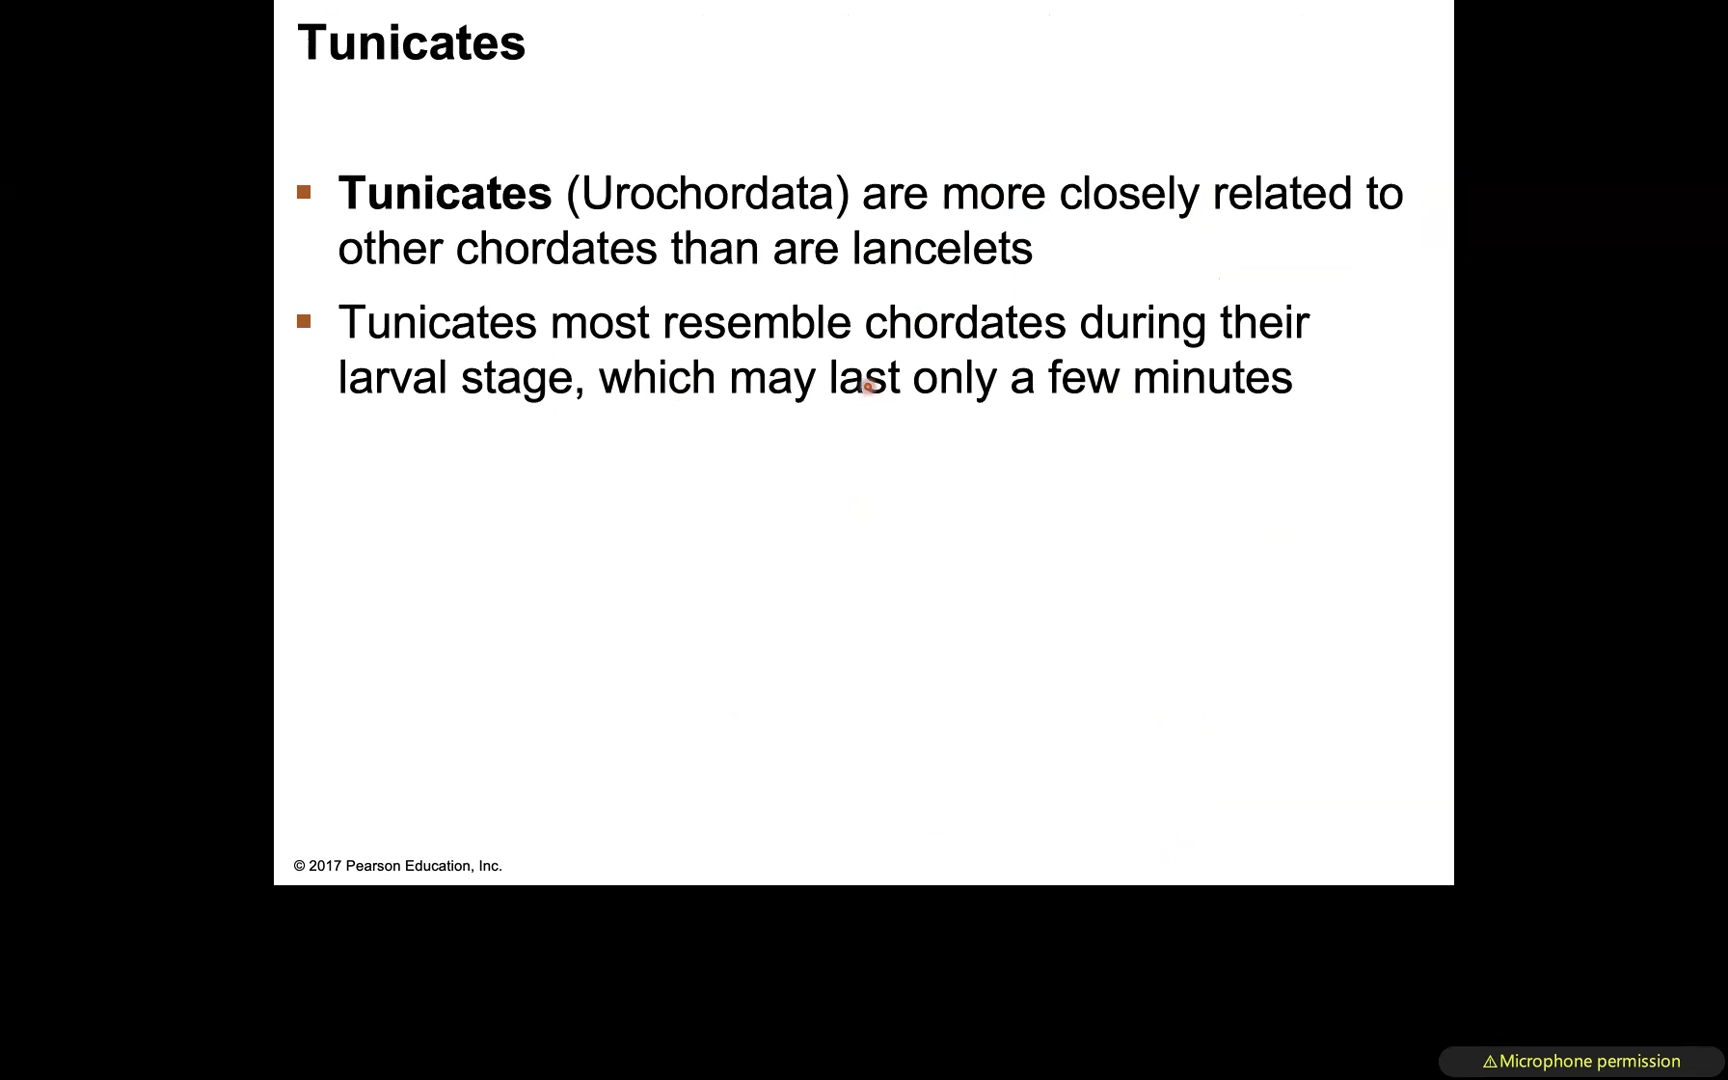 Tunicates
Tunicates (Urochordata) are more closely related to
other chordates than are lancelets
Tunicates most resemble chordates during their
larval stage, which may last only a few minutes
© 2017 Pearson Education, Inc.
⚠Microphone permission